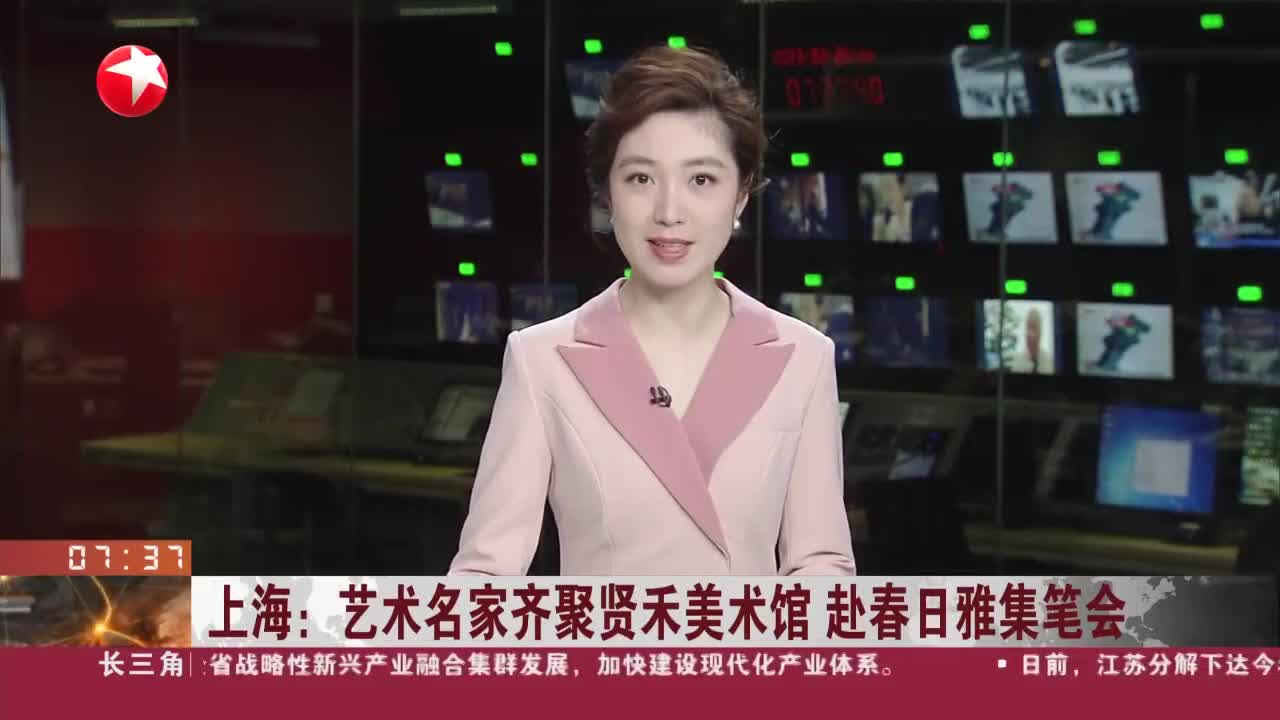 07:37
上海：艺术名家齐聚贤禾美术馆 赴春日雅集笔会
长三角 省战略性新兴产业融合集群发展，加快建设现代化产业体系。 ▪ 日前，江苏分解下达今